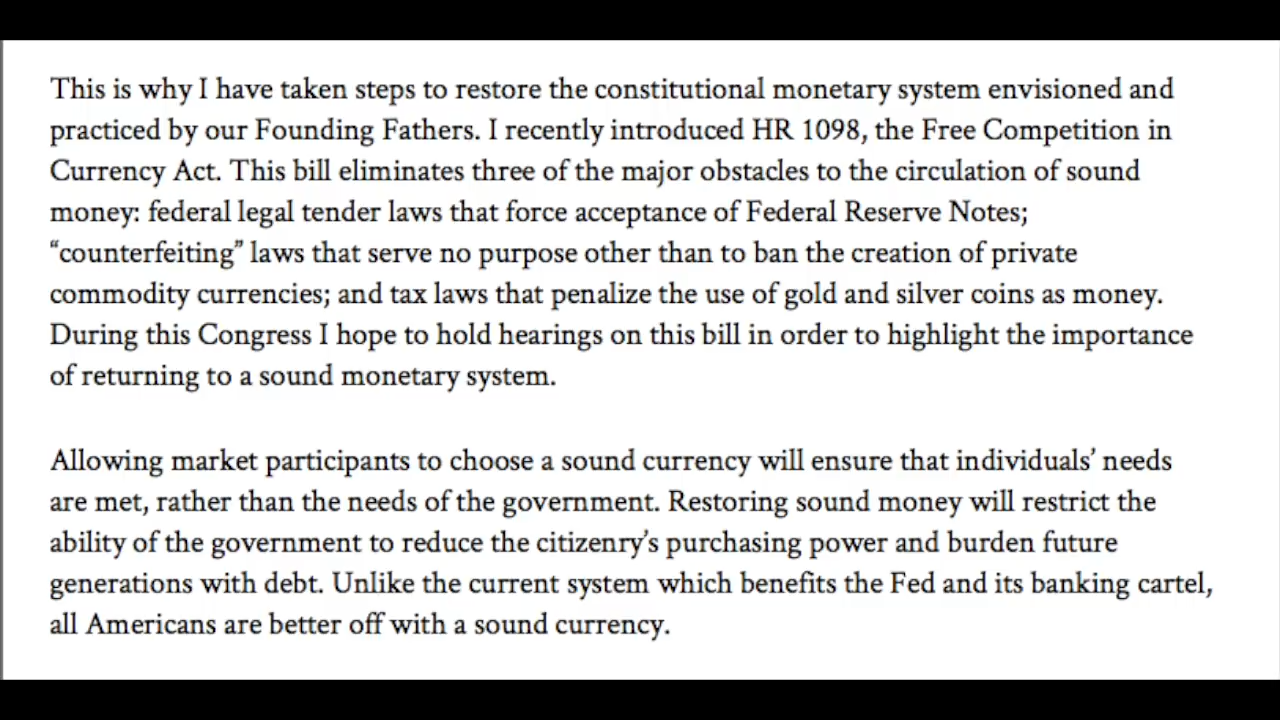 This is why I have taken steps to restore the constitutional monetary system envisioned and
practiced by our Founding Fathers. I recently introduced HR 1098, the Free Competition in
Currency Act. This bill eliminates three of the major obstacles to the circulation of sound
money: federal legal tender laws that force acceptance of Federal Reserve Notes;
“counterfeiting” laws that serve no purpose other than to ban the creation of private
commodity currencies; and tax laws that penalize the use of gold and silver coins as money.
During this Congress I hope to hold hearings on this bill in order to highlight the importance
of returning to a sound monetary system.
Allowing market participants to choose a sound currency will ensure that individuals’ needs
are met, rather than the needs of the government. Restoring sound money will restrict the
ability of the government to reduce the citizenry’s purchasing power and burden future
generations with debt. Unlike the current system which benefits the Fed and its banking cartel,
all Americans are better off with a sound currency.